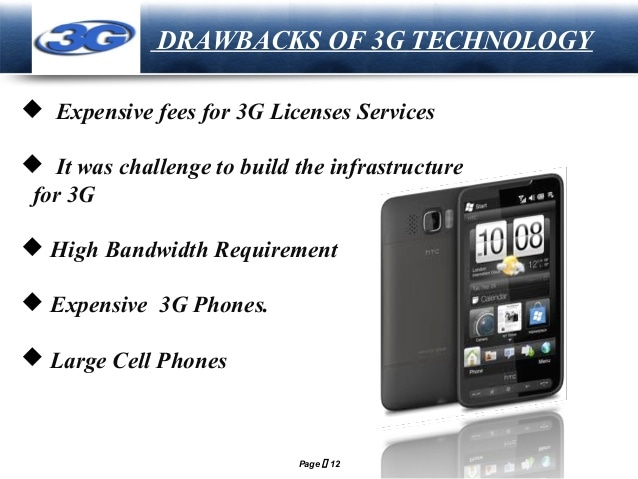 3G
DRAWBACKS OF 3G TECHNOLOGY
◆ Expensive fees for 3G Licenses Services
◆ It was challenge to build the infrastructure
for 3G
◆ High Bandwidth Requirement
◆ Expensive 3G Phones.
◆ Large Cell Phones
hTC
Start
10 08
Calendar
Phone
Menu
Page 12